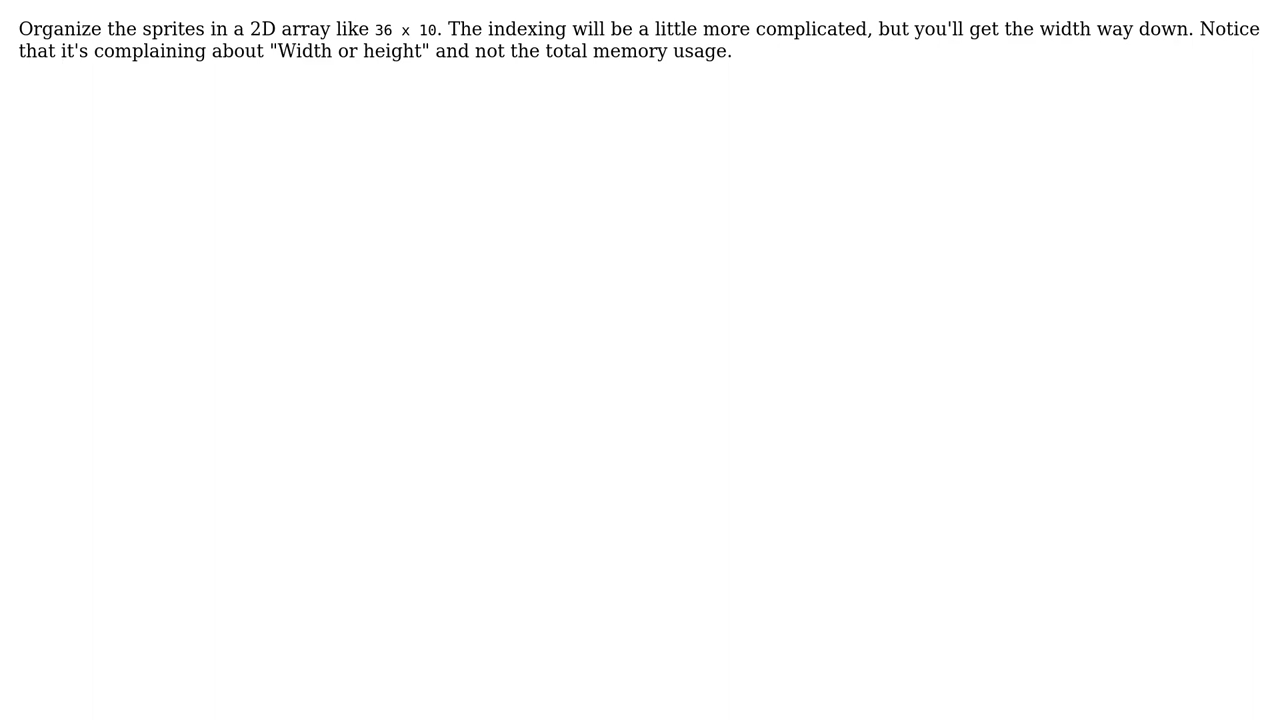 Organize the sprites in a 2D array like 36 x 10. The indexing will be a little more complicated, but you'll get the width way down. Notice
that it's complaining about "Width or height" and not the total memory usage.